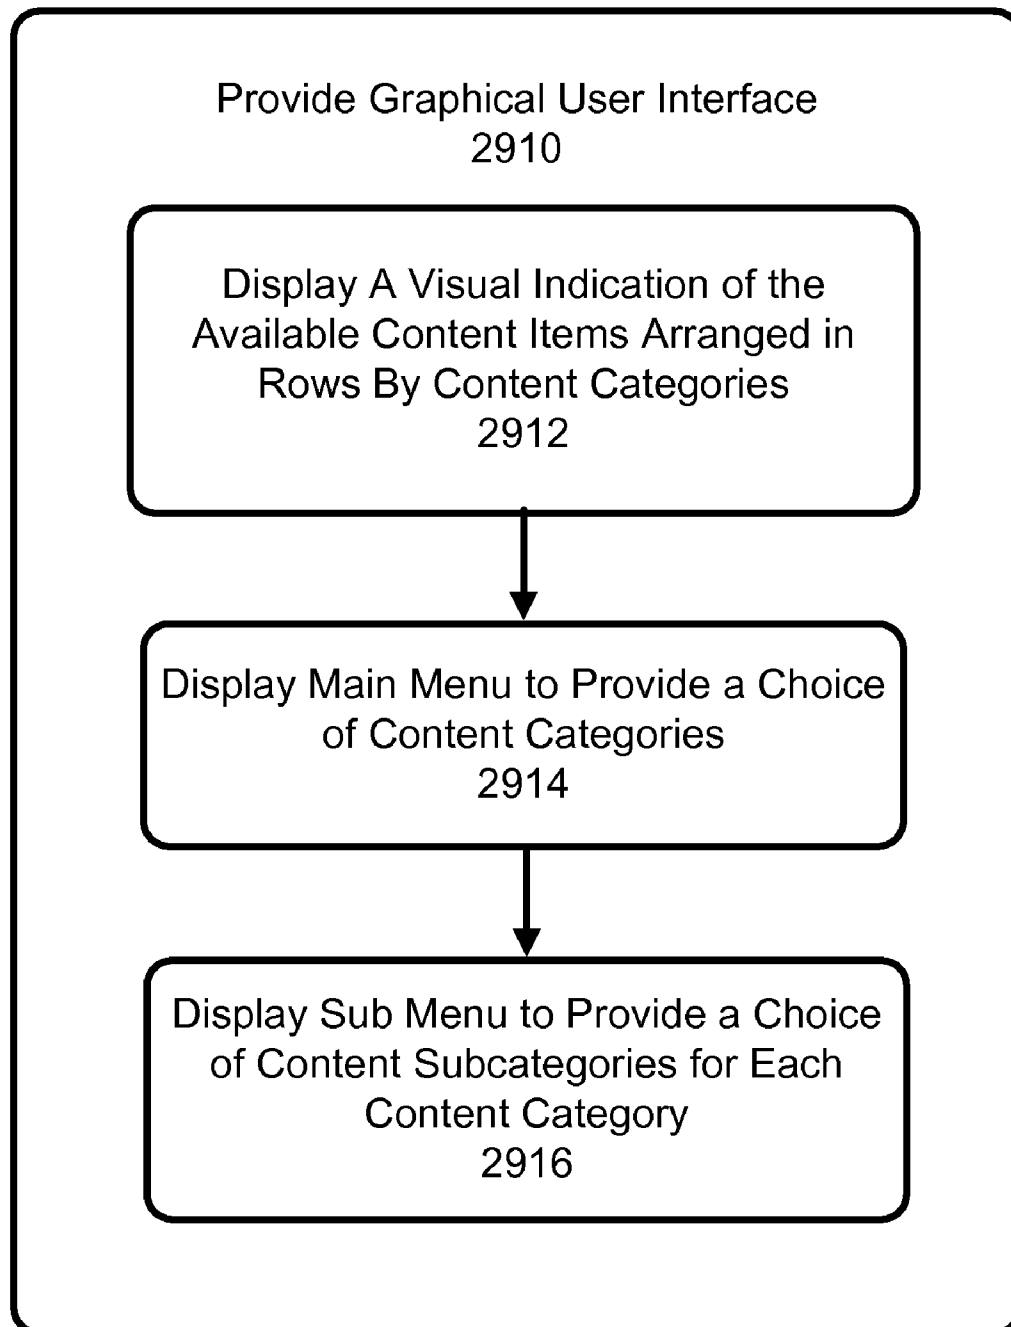 Provide Graphical User Interface
2910
Display A Visual Indication of the
Available Content Items Arranged in
Rows By Content Categories
2912
Display Main Menu to Provide a Choice
of Content Categories
2914
Display Sub Menu to Provide a Choice
of Content Subcategories for Each
Content Category
2916